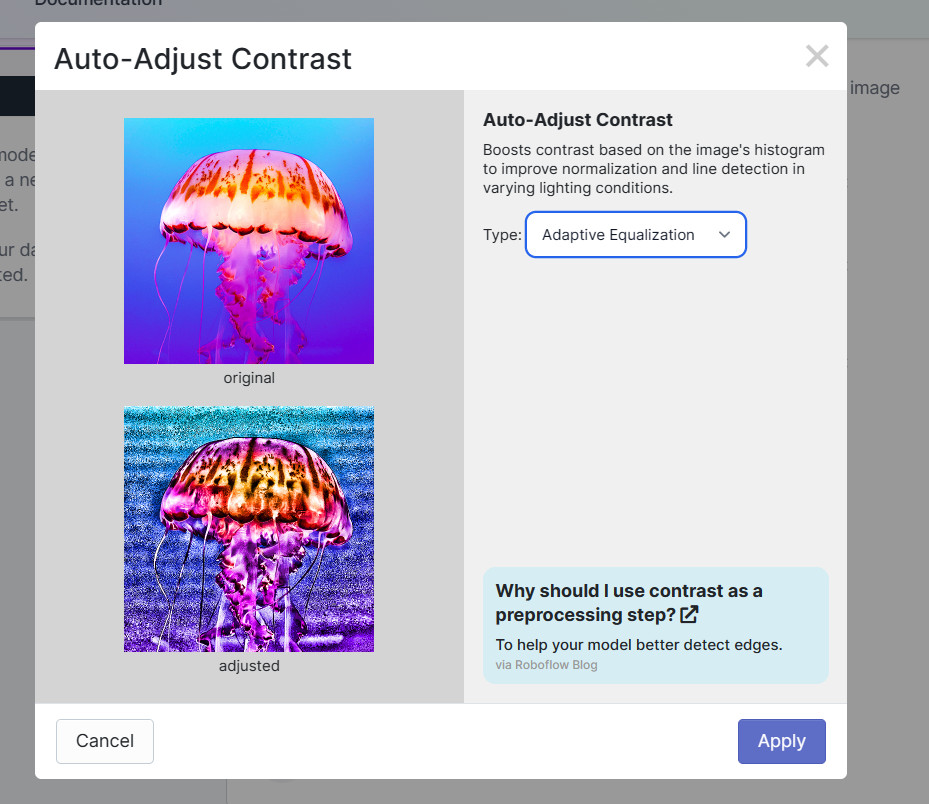 Documentation
Auto-Adjust Contrast
image
mode
a ne
et.
ur da
ted.
original
adjusted
Auto-Adjust Contrast
Boosts contrast based on the image's histogram
to improve normalization and line detection in
varying lighting conditions.
Type: Adaptive Equalization
Why should I use contrast as a
preprocessing step?
To help your model better detect edges.
via Roboflow Blog
Cancel
Apply